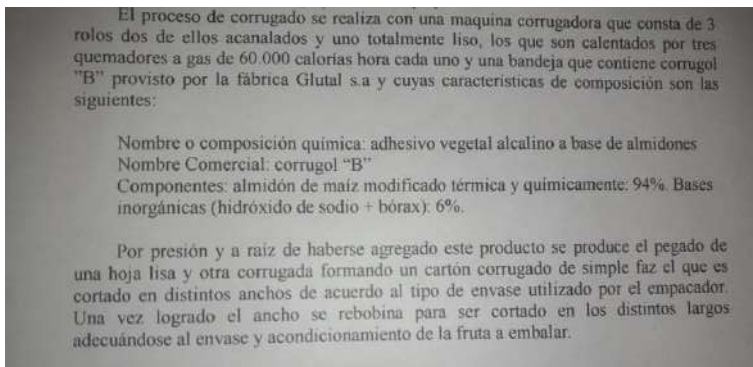 El proceso de corrugado se realiza con una maquina corrugadora que consta de 3
rolos dos de ellos acanalados y uno totalmente liso, los que son calentados por tres
quemadores a gas de 60.000 calorías hora cada uno y una bandeja que contiene corrugol
"B" provisto por la fábrica Glutal s.a y cuyas características de composición son las
siguientes:
Nombre o composición química: adhesivo vegetal alcalino a base de almidones
Nombre Comercial: corrugol "B"
Componentes: almidón de maíz modificado térmica y químicamente: 94%. Bases
inorgánicas (hidróxido de sodio + bórax): 6%.
Por presión y a raíz de haberse agregado este producto se produce el pegado de
una hoja lisa y otra corrugada formando un cartón corrugado de simple faz el que es
cortado en distintos anchos de acuerdo al tipo de envase utilizado por el empacador.
Una vez logrado el ancho se rebobina para ser cortado en los distintos largos
adecuándose al envase y acondicionamiento de la fruta a embalar.